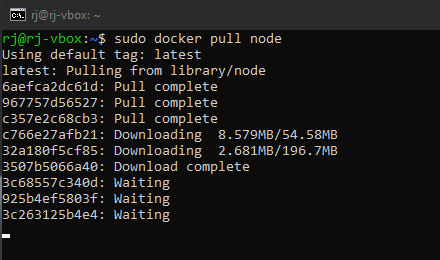 rj@rj-vbox: ~
rj@rj-vbox:~$ sudo docker pull node
Using default tag: latest
latest: Pulling from library/node
6aefca2dc61d: Pull complete
967757d56527: Pull complete
c357e2c68cb3: Pull complete
c766e27afb21: Downloading  8.579MB/54.58MB
32a180f5cf85: Downloading  2.681MB/196.7MB
3507b5066a40: Download complete
3c68557c340d: Waiting
925b4ef5803f: Waiting
3c263125b4e4: Waiting